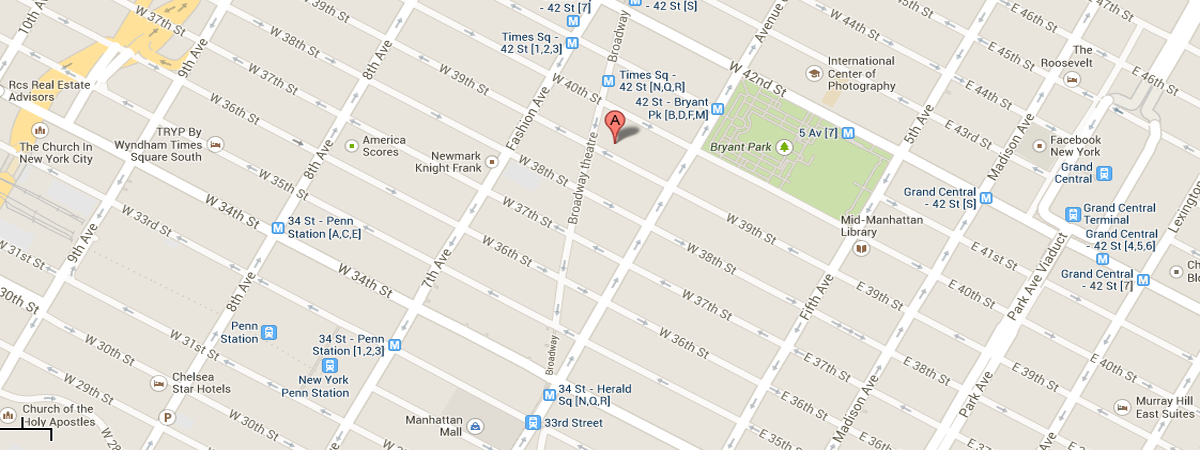 10th Ave
W 37th St
9th Ave
W 38th St
W 39th St
8th Ave
- 42 St [7]
Times Sq -
42 St [1,2,3]
Broadway
- 42 St [S]
Avenue
W 44th St
W 45th St
E 45th St
E 46th St
E 47th St
The
Roosevelt
Rcs Real Estate
Advisors
The Church In
New York City
W 37th St
W 36th St
W 39th St
Fashion Ave
W 40th St
Times Sq -
42 St [N,Q,R]
42 St - Bryant
Pk [B,D,F,M]
W 42nd St
International
Center of
Photography
E 44th St
E 43rd St
5th Ave
Madison Ave
Facebook
New York
Grand
Central
TRYP By
Wyndham Times
Square South
America
Scores
Newmark
Knight Frank
A
W 38th St
Broadway theatre
Bryant Park
5 Av [7]
8th Ave
W 35th St
W 34th St
W 33rd St
34 St - Penn
Station [A,C,E]
W 37th St
W 36th St
W 39th St
W 38th St
Mid-Manhattan
Library
Grand Central
- 42 St [S]
Grand Central
Terminal
Grand Central
- 42 St [4,5,6]
Grand Central
- 42 St [7]
Lexington
Ch
Blo
E 41st St
E 40th St
E 39th St
Park Ave Viaduct
W 31st St
9th Ave
8th Ave
7th Ave
W 34th St
W 37th St
W 36th St
Fifth Ave
30th St
Penn
Station
W 31st St
34 St - Penn
Station [1,2,3]
New York
Penn Station
Broadway
W 30th St
W 29th St
Chelsea
Star Hotels
P
Church of the
Holy Apostles
W 28
W 30th St
Manhattan
Mall
34 St - Herald
Sq [N,Q,R]
33rd Street
E 37th St
E 38th St
E 39th St
E 40th St
E 36th St
E 35th St
Madison Ave
Park Ave
Murray Hill
East Suites